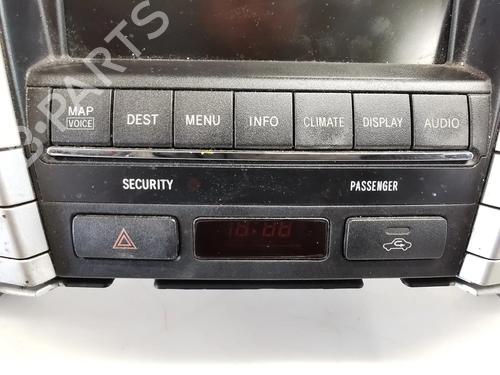 B-PARTS
MAP
VOICE
DEST
MENU
INFO
CLIMATE
DISPLAY
AUDIO
SECURITY
PASSENGER